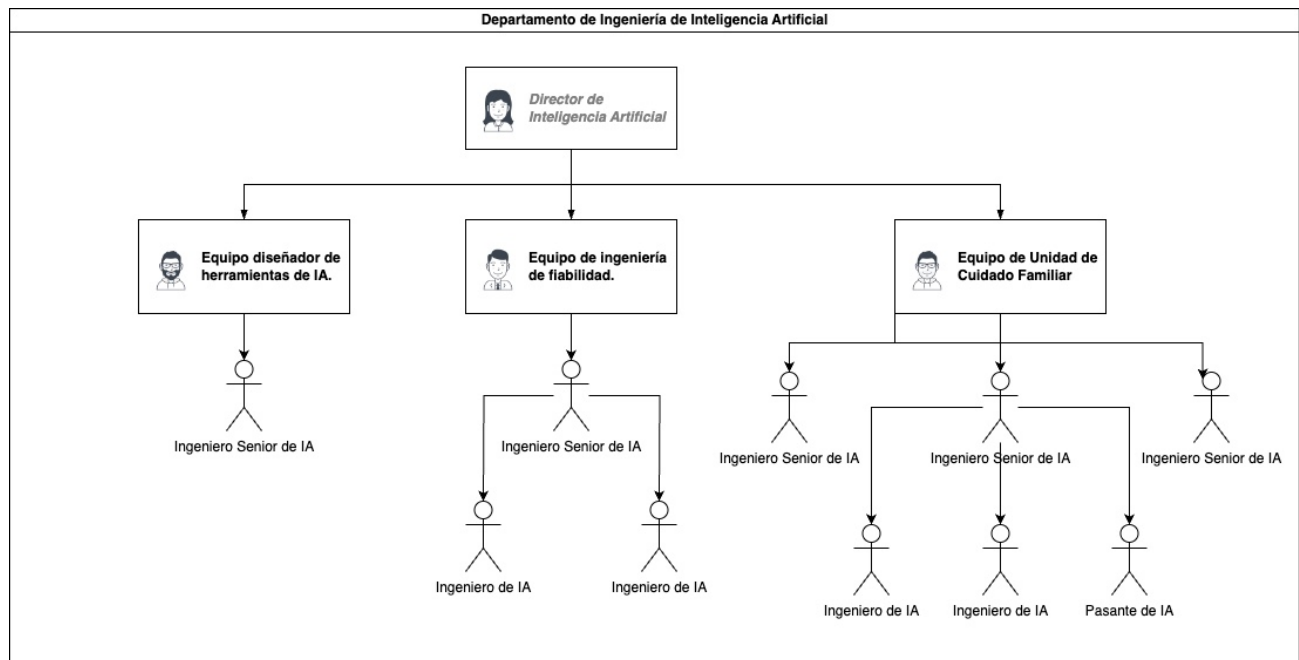 Departamento de Ingeniería de Inteligencia Artificial
Director de
Inteligencia Artificial
Equipo diseñador de
herramientas de IA.
Equipo de ingeniería
de fiabilidad.
Equipo de Unidad de
Cuidado Familiar
Ingeniero Senior de IA
Ingeniero Senior de IA
Ingeniero Senior de IA
Ingeniero Senior de IA
Ingeniero Senior de IA
Ingeniero de IA
Ingeniero de IA
Ingeniero de IA
Ingeniero de IA
Pasante de IA